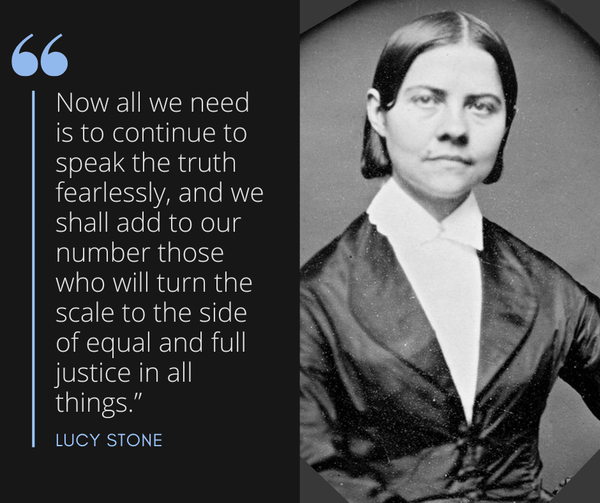 “
Now all we need
is to continue to
speak the truth
fearlessly, and we
shall add to our
number those
who will turn the
scale to the side
of equal and full
justice in all
things.”
LUCY STONE